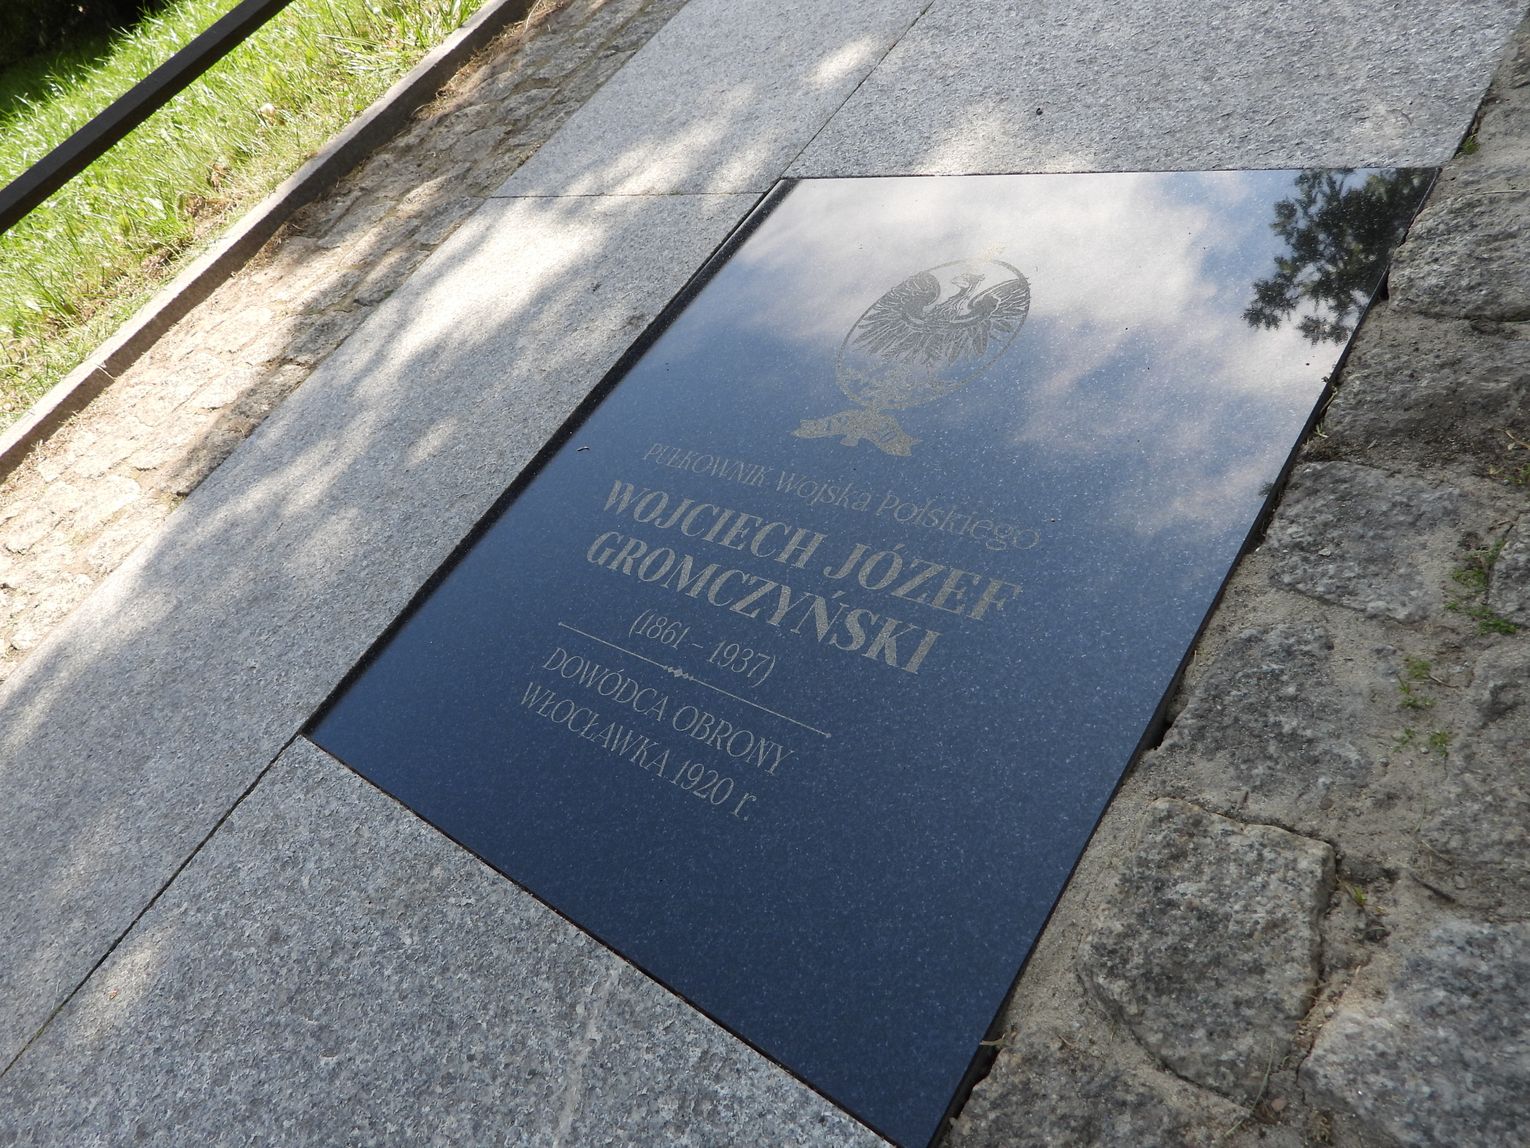 PUŁKOWNIK WOJSKA POLSKIEGO
WOJCIECH JÓZEF
GROMCZYŃSKI
(1861 - 1937)
DOWÓDCA OBRONY
WŁOCŁAWKA 1920 r.